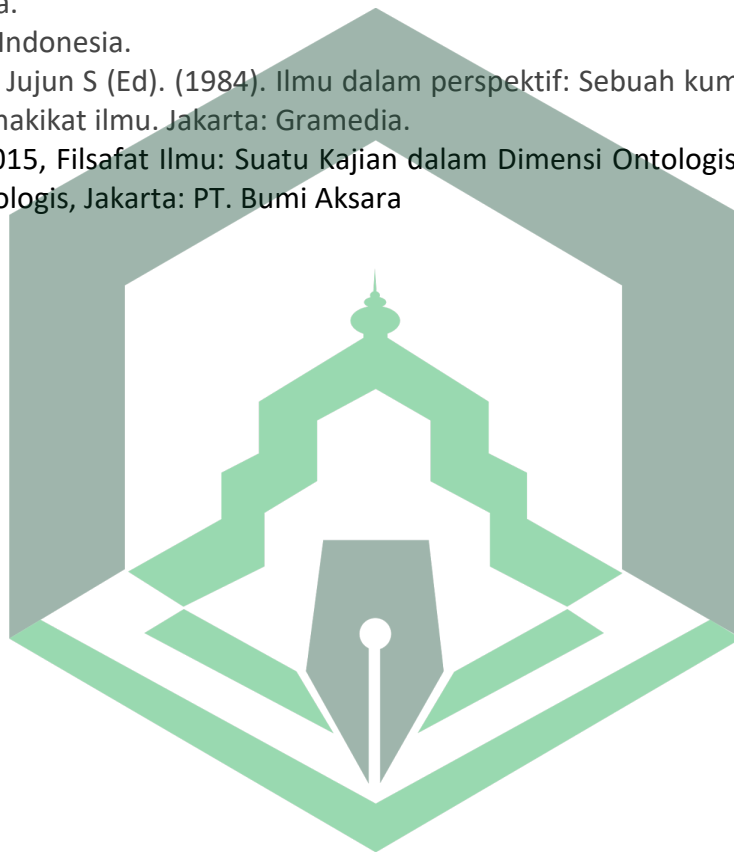 a.
Indonesia.
Jujun S (Ed). (1984). Ilmu dalam perspektif: Sebuah kum
hakikat ilmu. Jakarta: Gramedia.
015, Filsafat Ilmu: Suatu Kajian dalam Dimensi Ontologis
ologis, Jakarta: PT. Bumi Aksara